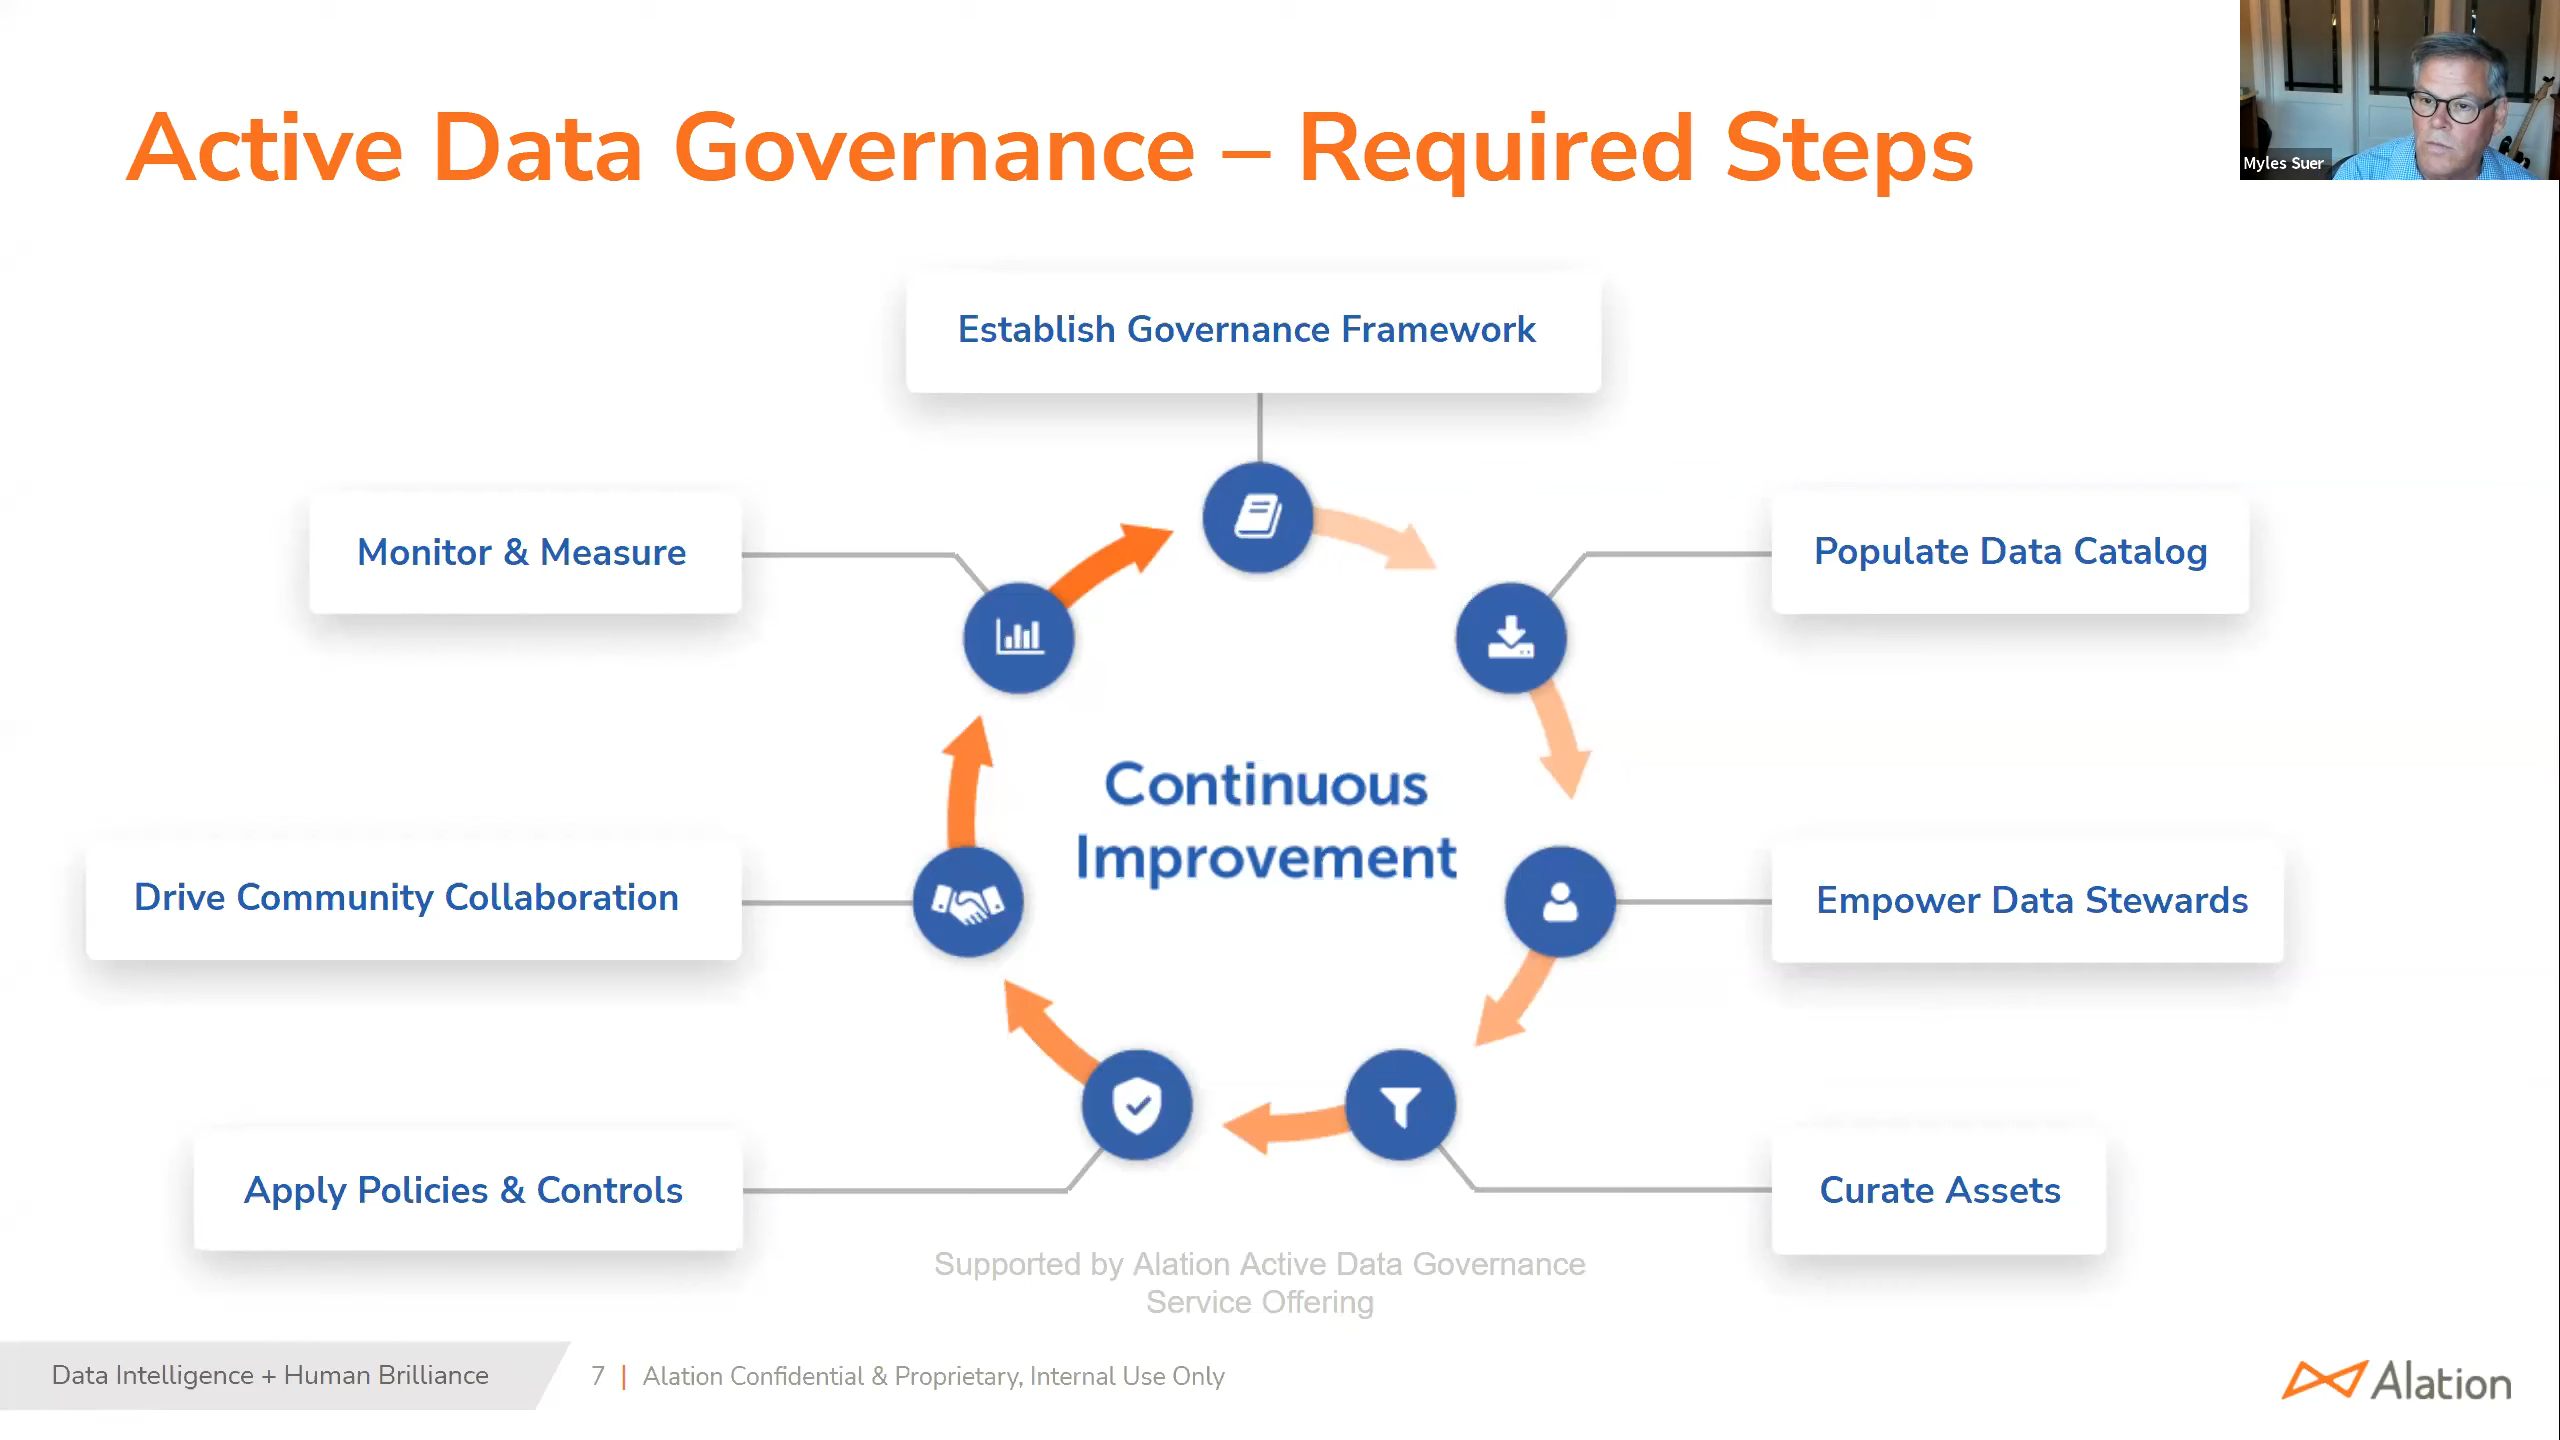 Active Data Governance – Required Steps
Myles Suer
Establish Governance Framework
Monitor & Measure
Populate Data Catalog
Continuous
Improvement
Drive Community Collaboration
Empower Data Stewards
Apply Policies & Controls
Curate Assets
Supported by Alation Active Data Governance
Service Offering
Data Intelligence + Human Brilliance
7 | Alation Confidential & Proprietary, Internal Use Only
Alation